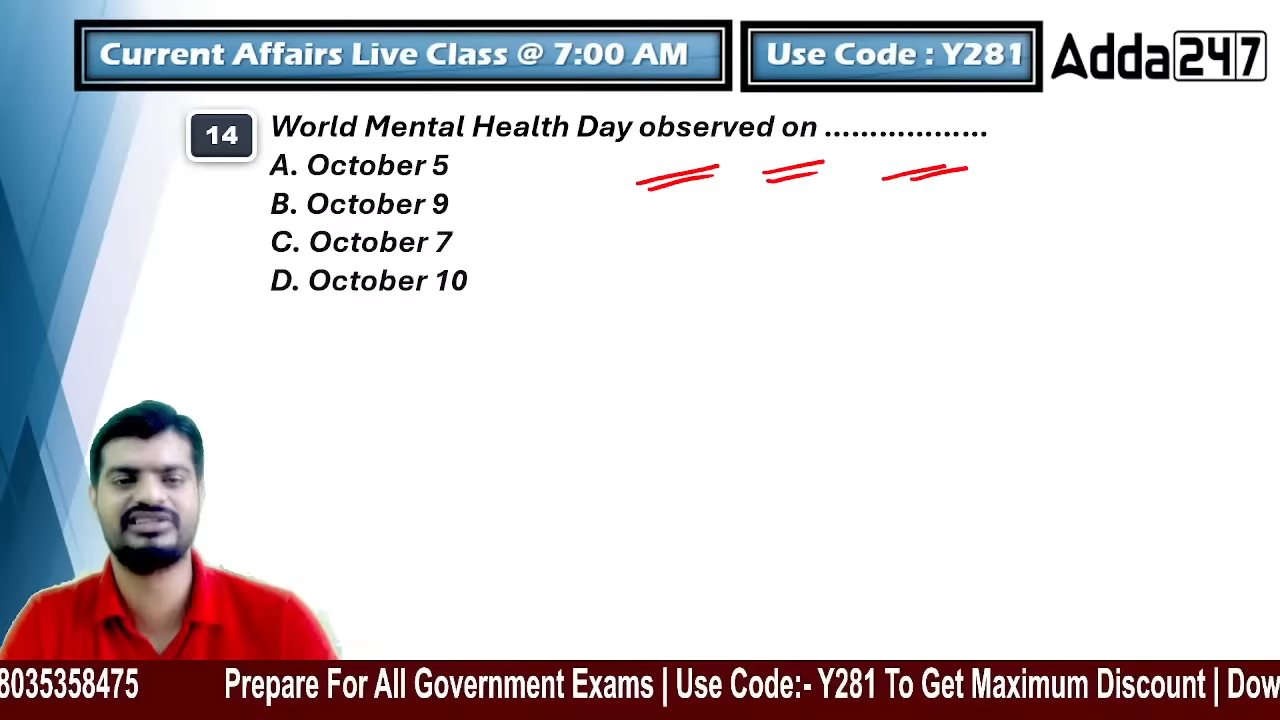 Current Affairs Live Class @ 7:00 AM
Use Code : Y281
Adda247
14
World Mental Health Day observed on ..................
A. October 5
B. October 9
C. October 7
D. October 10
8035358475 Prepare For All Government Exams | Use Code:- Y281 To Get Maximum Discount | Dow